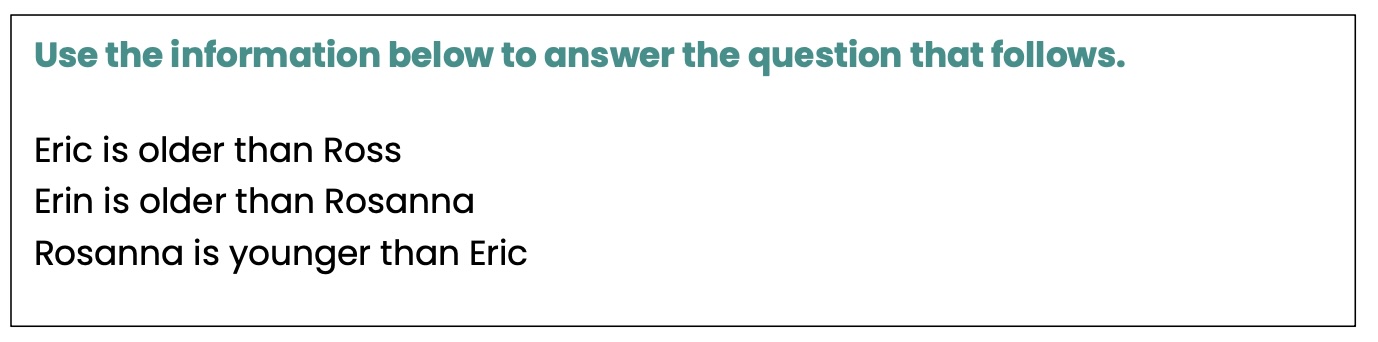 Use the information below to answer the question that follows.
Eric is older than Ross
Erin is older than Rosanna
Rosanna is younger than Eric